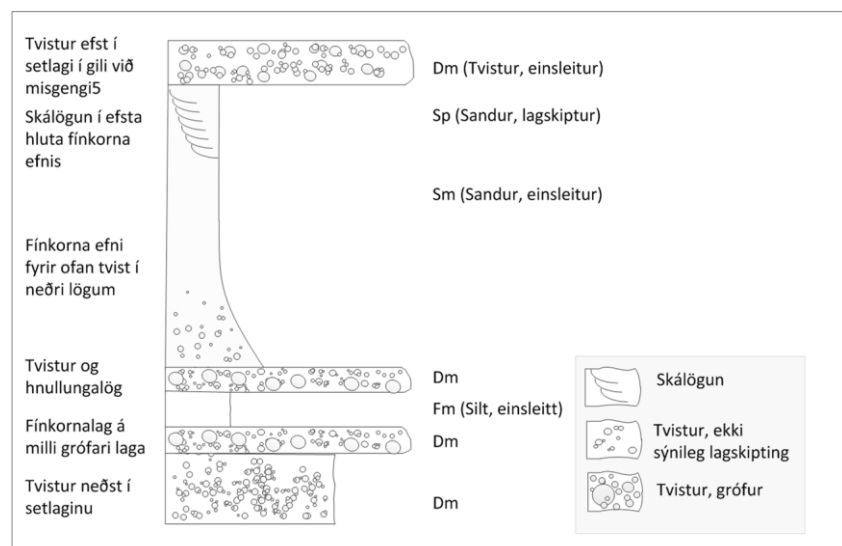 Tvistur efst í
setlagi í gili við
misgengi5
Dm (Tvistur, einsleitur)
Skálögun í efsta
hluta fínkorna
efnis
Sp (Sandur, lagskiptur)
Sm (Sandur, einsleitur)
Fínkorna efni
fyrir ofan tvist í
neðri lögum
Tvistur og
hnullungalög
Dm
Fm (Silt, einsleitt)
Fínkornalag á
milli grófari laga
Dm
Tvistur neðst í
setlaginu
Dm
Skálögun
Tvistur, ekki
sýnileg lagskipting
Tvistur, grófur